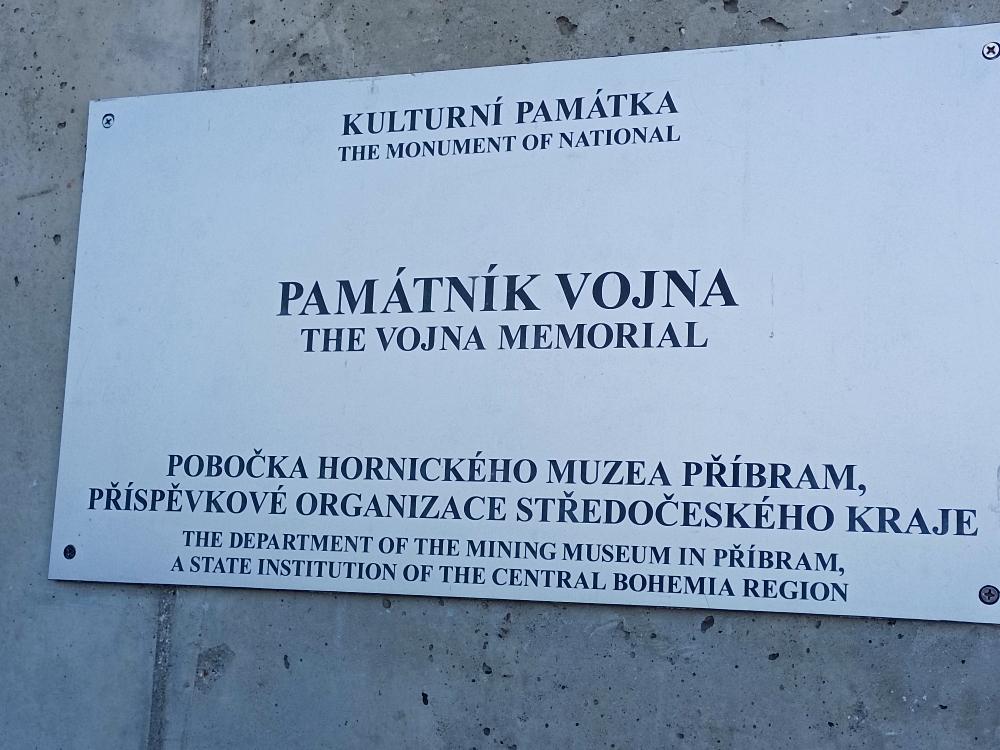 KULTURNÍ PAMÁTKA
THE MONUMENT OF NATIONAL
PAMÁTNÍK VOJNA
THE VOJNA MEMORIAL
POBOČKA HORNICKÉHO MUZEA PŘÍBRAM,
PŘÍSPĚVKOVÉ ORGANIZACE STŘEDOČESKÉHO KRAJE
THE DEPARTMENT OF THE MINING MUSEUM IN PŘÍBRAM,
A STATE INSTITUTION OF THE CENTRAL BOHEMIA REGION